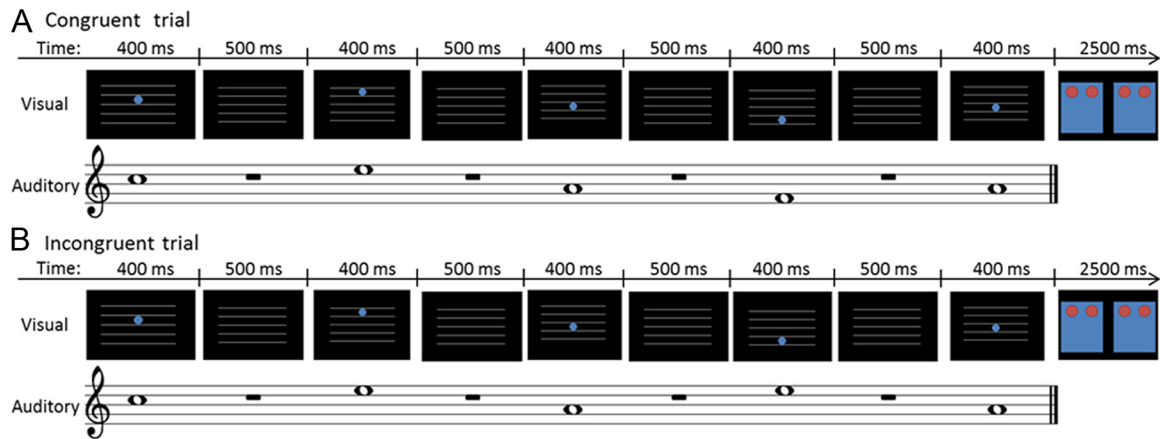 A Congruent trial
Time: 400 ms 500 ms 400 ms 500 ms 400 ms 500 ms 400 ms 500 ms 400 ms 2500 ms
Visual
Auditory
B Incongruent trial
Time: 400 ms 500 ms 400 ms 500 ms 400 ms 500 ms 400 ms 500 ms 400 ms 2500 ms
Visual
Auditory